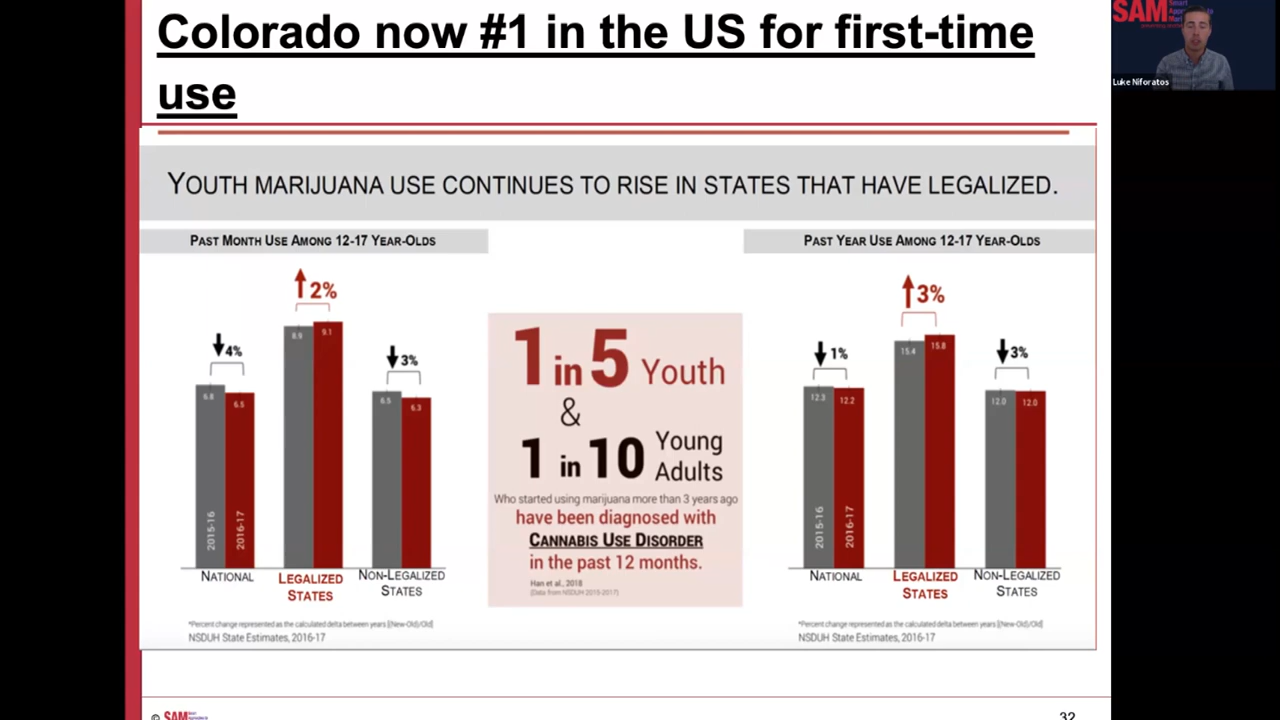 Colorado now #1 in the US for first-time
use
YOUTH MARIJUANA USE CONTINUES TO RISE IN STATES THAT HAVE LEGALIZED.
PAST MONTH USE AMONG 12-17 YEAR-OLDS
2%
4%
3%
8.9
9.1
6.8
6.5
6.5
6.3
2015-16
2016-17
NATIONAL
LEGALIZED
STATES
NON-LEGALIZED
STATES
*Percent change represented as the calculated delta between years [(New-Old)/Old]
NSDUH State Estimates, 2016-17
1 in 5 Youth
&
1 in 10 Young
Adults
Who started using marijuana more than 3 years ago
have been diagnosed with
CANNABIS USE DISORDER
in the past 12 months.
Han et al., 2018
(Data from NSDUH 2015-2017)
PAST YEAR USE AMONG 12-17 YEAR-OLDS
3%
1%
3%
15.4
15.8
12.3
12.2
12.0
12.0
2015-16
2016-17
NATIONAL
LEGALIZED
STATES
NON-LEGALIZED
STATES
*Percent change represented as the calculated delta between years [(New-Old)/Old]
NSDUH State Estimates, 2016-17
© SAM
32
SAM
Luke Niforatos